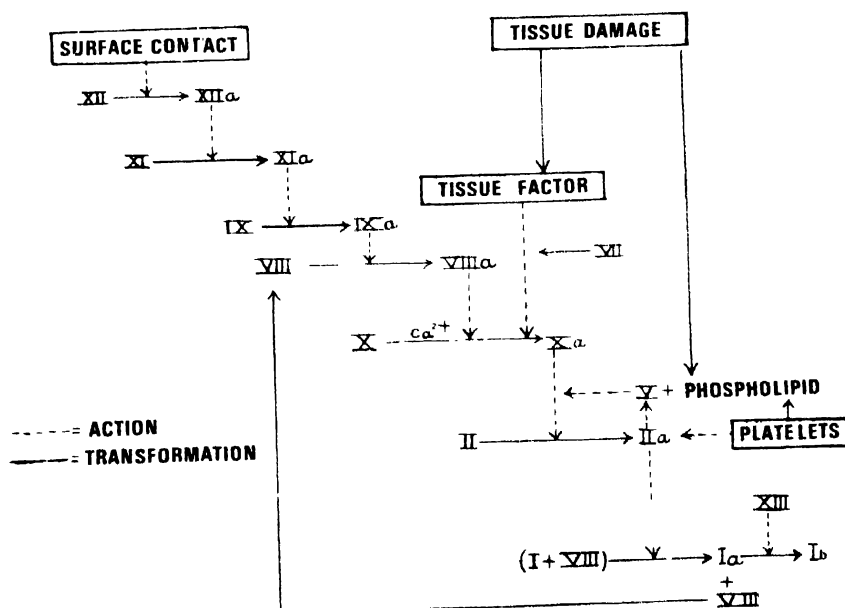 SURFACE CONTACT
TISSUE DAMAGE
XII XIIa
XI XIa
TISSUE FACTOR
IX IXa
VII
VIII VIIIa
X Ca²⁺ Xa
V + PHOSPHOLIPID
---- = ACTION
II IIa PLATELETS
—— = TRANSFORMATION
XIII
(I + VIII) Ia Ib
+
VIII